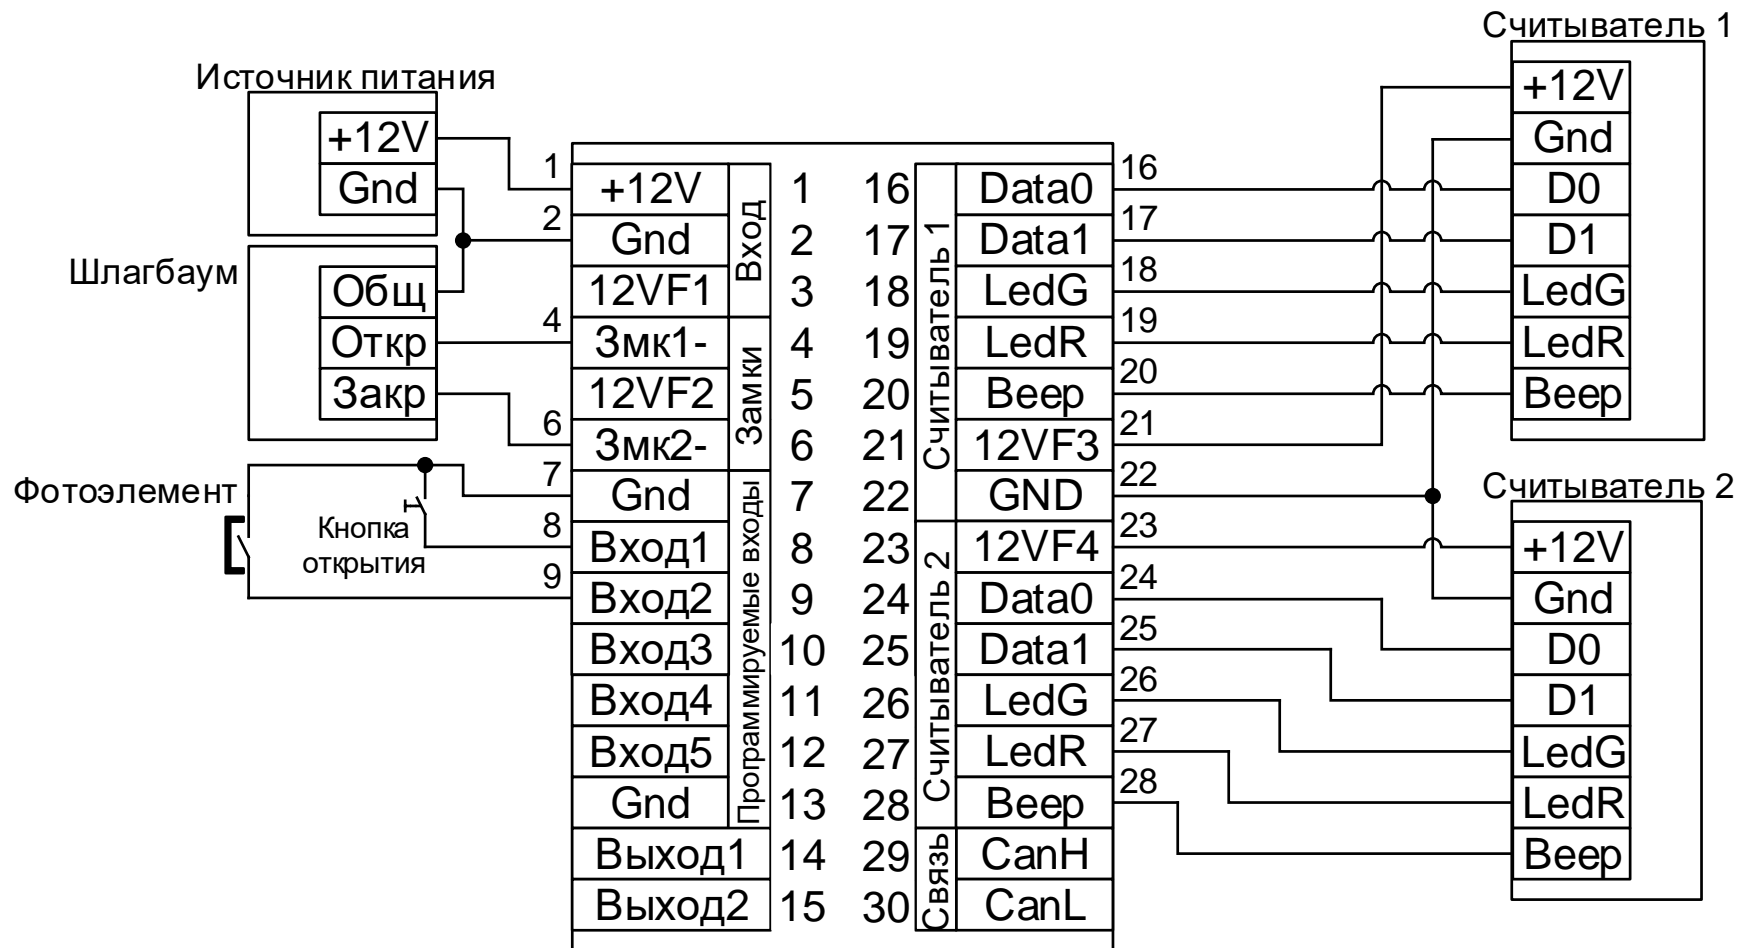 Считыватель 1
Источник питания
+12V
Gnd
Шлагбаум
Общ
Откр
Закр
Фотоэлемент
Кнопка
открытия
1
2
4
6
7
8
9
+12V
Gnd
12VF1
Змк1-
12VF2
Змк2-
Gnd
Вход1
Вход2
Вход3
Вход4
Вход5
Gnd
Выход1
Выход2
Вход
Замки
Программируемые входы
1
2
3
4
5
6
7
8
9
10
11
12
13
14
15
16
17
18
19
20
21
22
23
24
25
26
27
28
29
30
Считыватель 1
Считыватель 2
Связь
Data0
Data1
LedG
LedR
Beep
12VF3
GND
12VF4
Data0
Data1
LedG
LedR
Beep
CanH
CanL
16
17
18
19
20
21
22
23
24
25
26
27
28
+12V
Gnd
D0
D1
LedG
LedR
Beep
Считыватель 2
+12V
Gnd
D0
D1
LedG
LedR
Beep